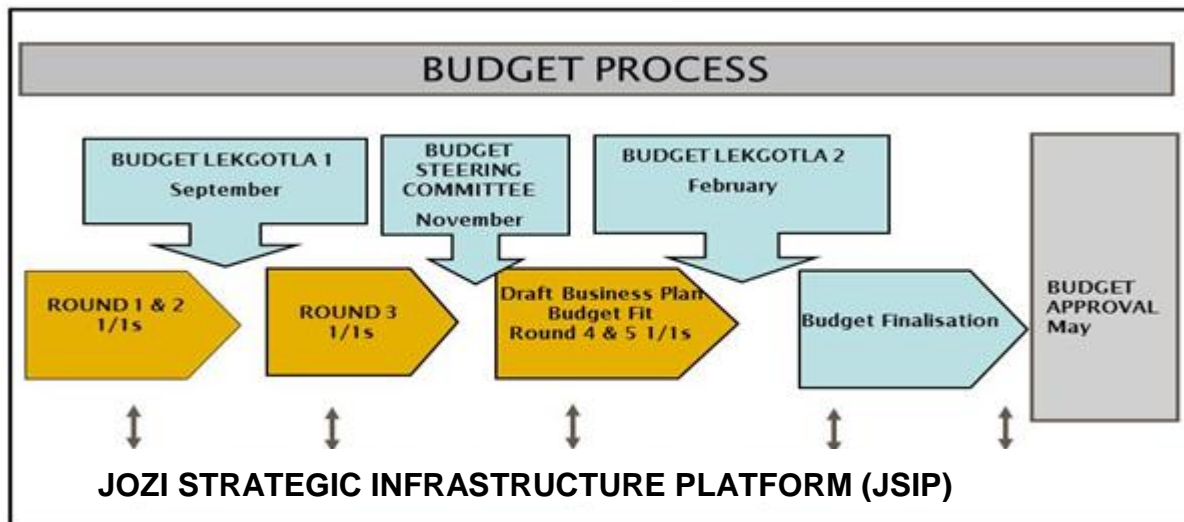 BUDGET PROCESS
BUDGET LEKGOTLA 1
September
BUDGET
STEERING
COMMITTEE
November
BUDGET LEKGOTLA 2
February
ROUND 1 & 2
1/1s
ROUND 3
1/1s
Draft Business Plan
Budget Fit
Round 4 & 5 1/1s
Budget Finalisation
BUDGET
APPROVAL
May
JOZI STRATEGIC INFRASTRUCTURE PLATFORM (JSIP)